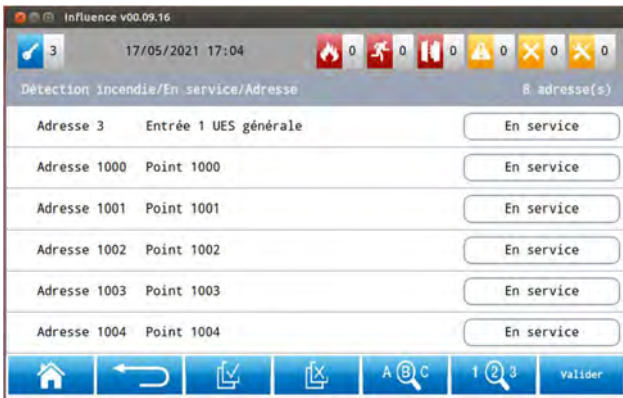 Influence v00.09.16
3 17/05/2021 17:04 0 0 0 0 0 0
Détection incendie/En service/Adresse 8 adresse(s)
Adresse 3 Entrée 1 UES générale En service
Adresse 1000 Point 1000 En service
Adresse 1001 Point 1001 En service
Adresse 1002 Point 1002 En service
Adresse 1003 Point 1003 En service
Adresse 1004 Point 1004 En service
A B C 1 2 3 Valider